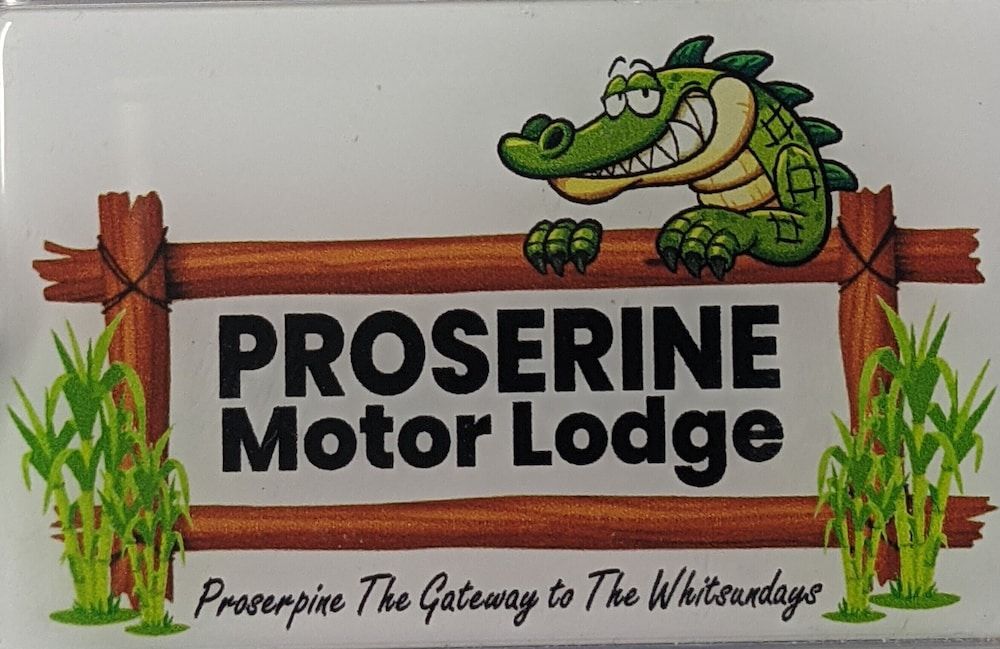 PROSERINE
Motor Lodge
Proserpine The Gateway to The Whitsundays